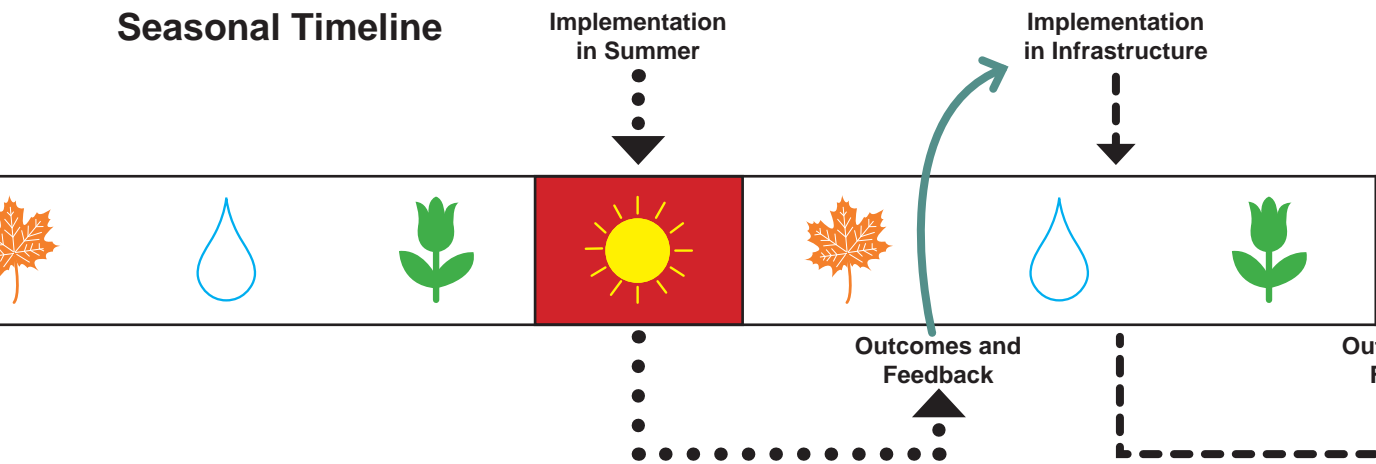 Seasonal Timeline
Implementation
in Summer
Implementation
in Infrastructure
Outcomes and
Feedback